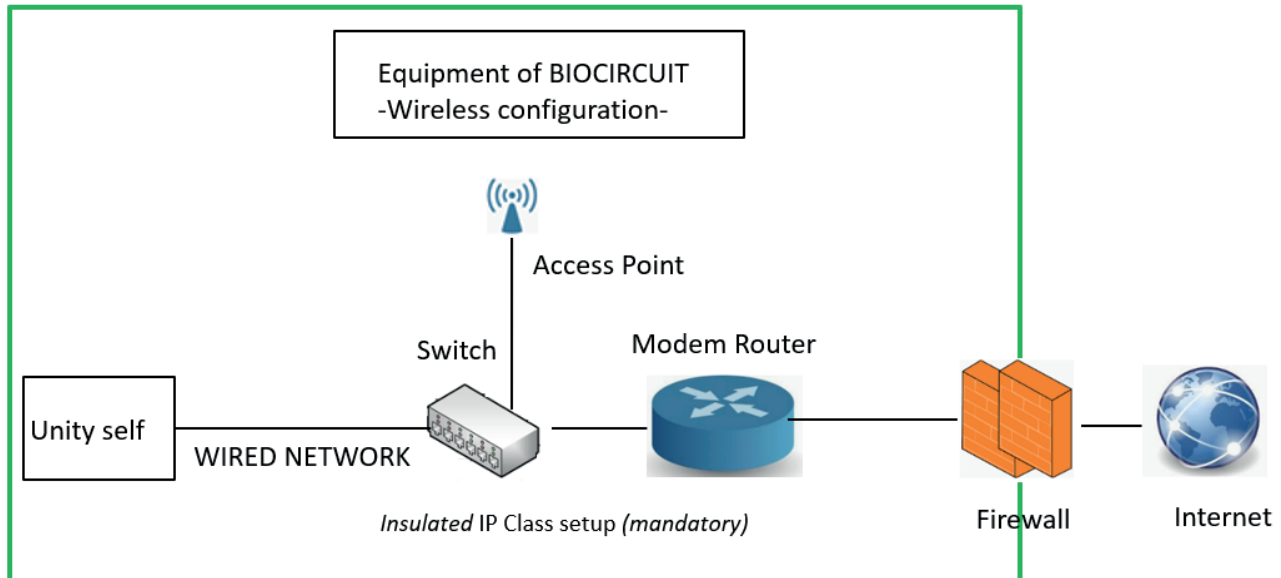 Equipment of BIOCIRCUIT
-Wireless configuration-
Access Point
Switch
Modem Router
Unity self
WIRED NETWORK
Insulated IP Class setup (mandatory)
Firewall
Internet